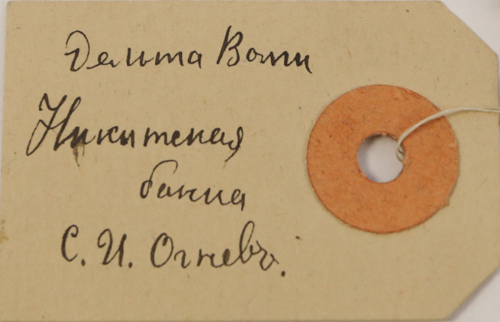 Дельта Волги
Никитская
банка
С. И. Огневъ.